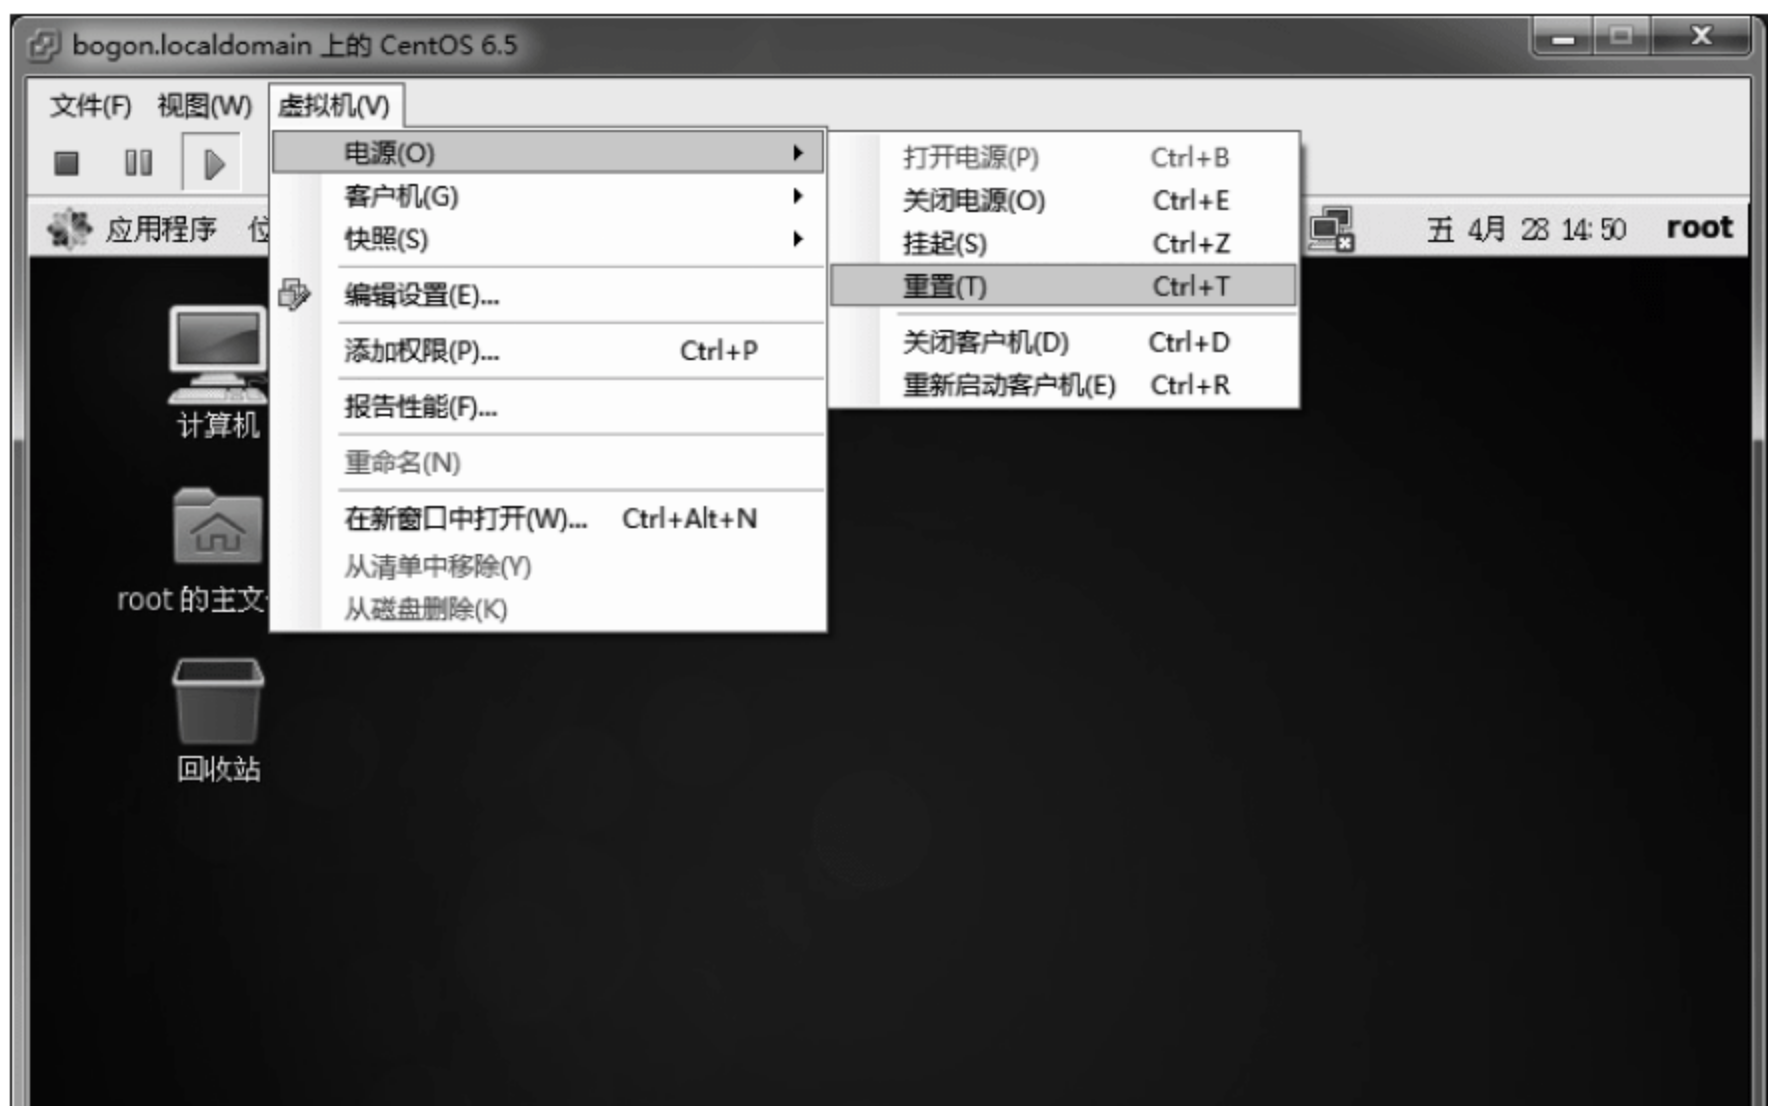 bogon.localdomain 上的 CentOS 6.5
文件(F) 视图(W) 虚拟机(V)
电源(O)
客户机(G)
快照(S)
编辑设置(E)...
添加权限(P)... Ctrl+P
报告性能(F)...
重命名(N)
在新窗口中打开(W)... Ctrl+Alt+N
从清单中移除(Y)
从磁盘删除(K)
打开电源(P) Ctrl+B
关闭电源(O) Ctrl+E
挂起(S) Ctrl+Z
重置(T) Ctrl+T
关闭客户机(D) Ctrl+D
重新启动客户机(E) Ctrl+R
应用程序 位
五 4月 28 14:50 root
计算机
root 的主文
回收站